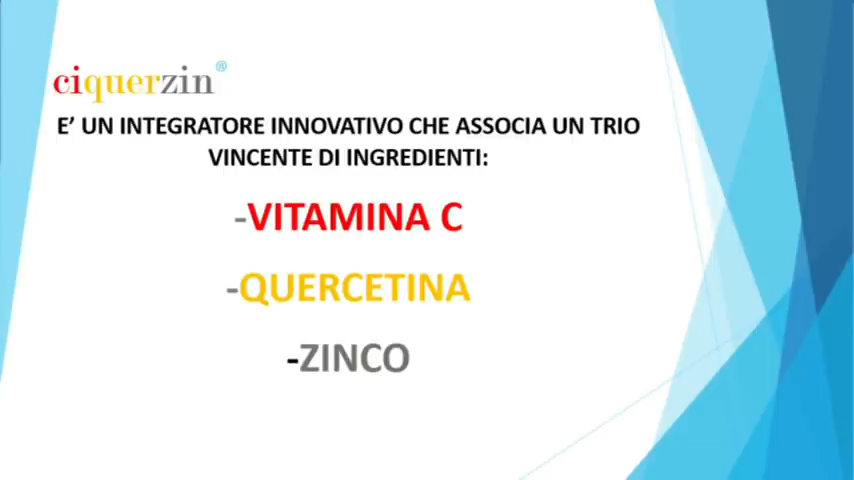 ciquerzin®
E' UN INTEGRATORE INNOVATIVO CHE ASSOCIA UN TRIO
VINCENTE DI INGREDIENTI:
-VITAMINA C
-QUERCETINA
-ZINCO